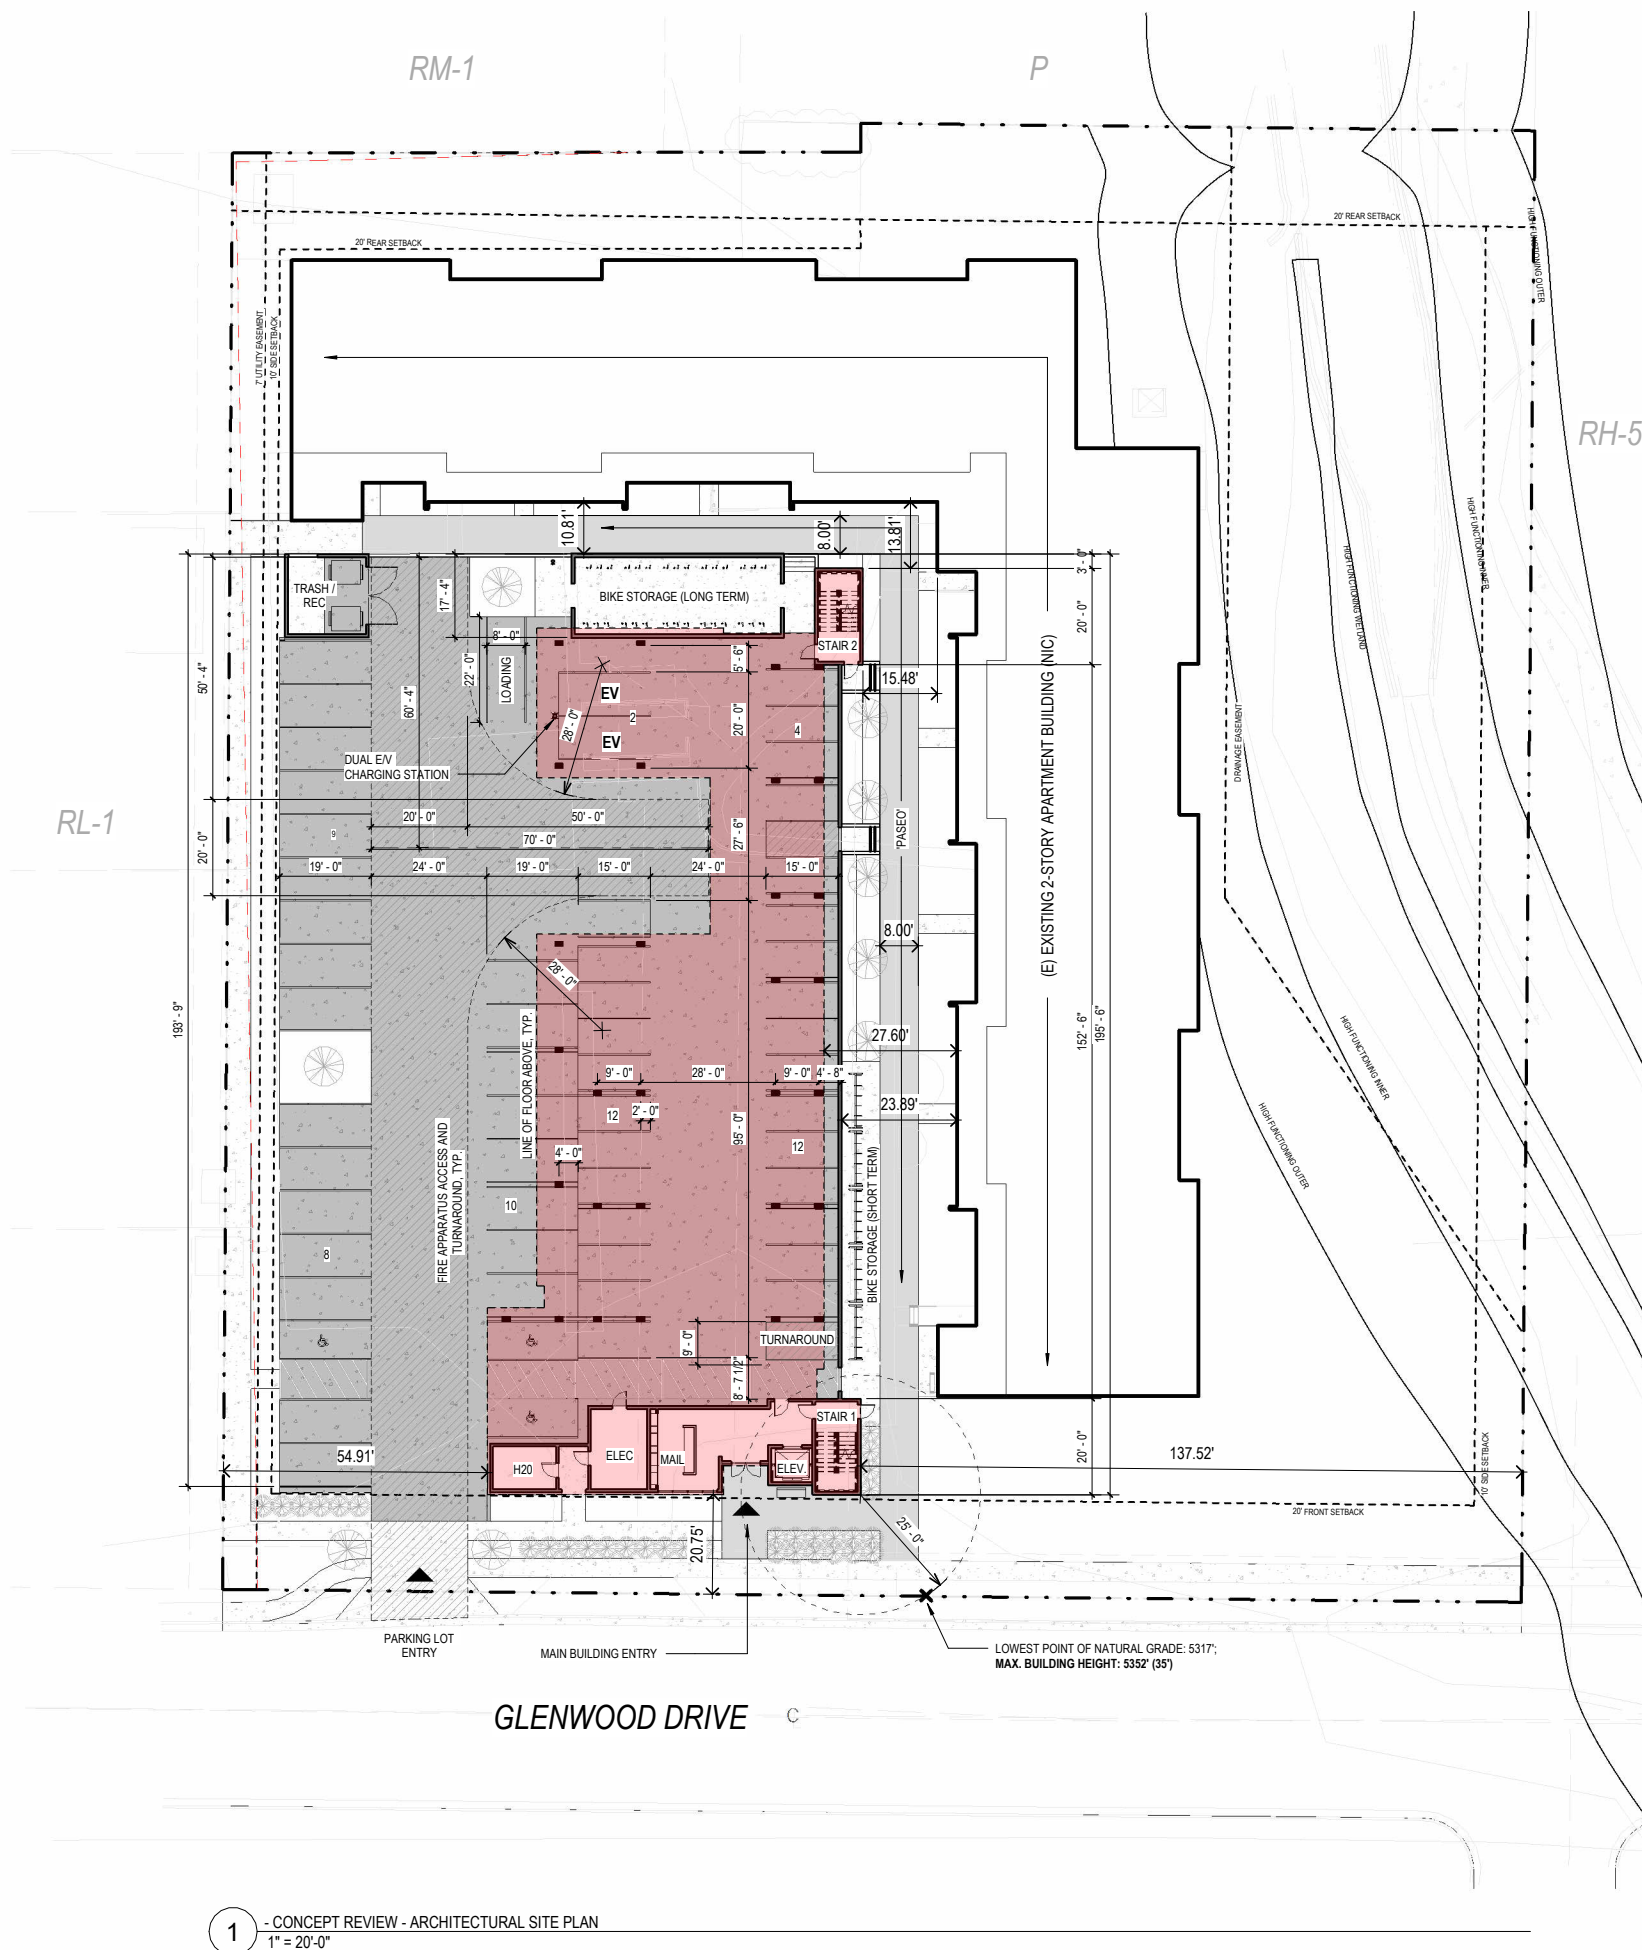 RM-1
P
20' REAR SETBACK
20' REAR SETBACK
HIGH FUNCTIONING OUTER
7' UTILITY EASEMENT
10' SIDE SETBACK
RH-5
10.81'
8.00'
13.81'
HIGH FUNCTIONING INNER
HIGH FUNCTIONING WETLAND
3' - 0"
TRASH /
REC
17' - 4"
BIKE STORAGE (LONG TERM)
20' - 0"
STAIR 2
8' - 0"
5' - 6"
50' - 4"
22' - 0"
LOADING
60' - 4"
EV
2
EV
28' - 0"
20' - 0"
4
15.48'
(E) EXISTING 2-STORY APARTMENT BUILDING (NIC)
DRAINAGE EASEMENT
DUAL E/V
CHARGING STATION
RL-1
9
20' - 0"
50' - 0"
27' - 6"
'PASEO'
70' - 0"
20' - 0"
19' - 0"
24' - 0"
19' - 0"
15' - 0"
24' - 0"
15' - 0"
8.00'
28' - 0"
193' - 9"
LINE OF FLOOR ABOVE, TYP.
27.60'
152' - 6"
195' - 6"
HIGH FUNCTIONING INNER
9' - 0"
28' - 0"
9' - 0"
4' - 8"
12
2' - 0"
95' - 0"
12
23.89'
HIGH FUNCTIONING OUTER
4' - 0"
FIRE APPARATUS ACCESS AND
TURNAROUND, TYP.
10
BIKE STORAGE (SHORT TERM)
8
9' - 0"
TURNAROUND
8' - 7 1/2"
STAIR 1
20' - 0"
54.91'
H20
ELEC
MAIL
ELEV.
137.52'
10' SIDE SETBACK
20' FRONT SETBACK
20.75'
25' - 0"
PARKING LOT
ENTRY
MAIN BUILDING ENTRY
LOWEST POINT OF NATURAL GRADE: 5317';
MAX. BUILDING HEIGHT: 5352' (35')
GLENWOOD DRIVE
C
1
- CONCEPT REVIEW - ARCHITECTURAL SITE PLAN
1" = 20'-0"